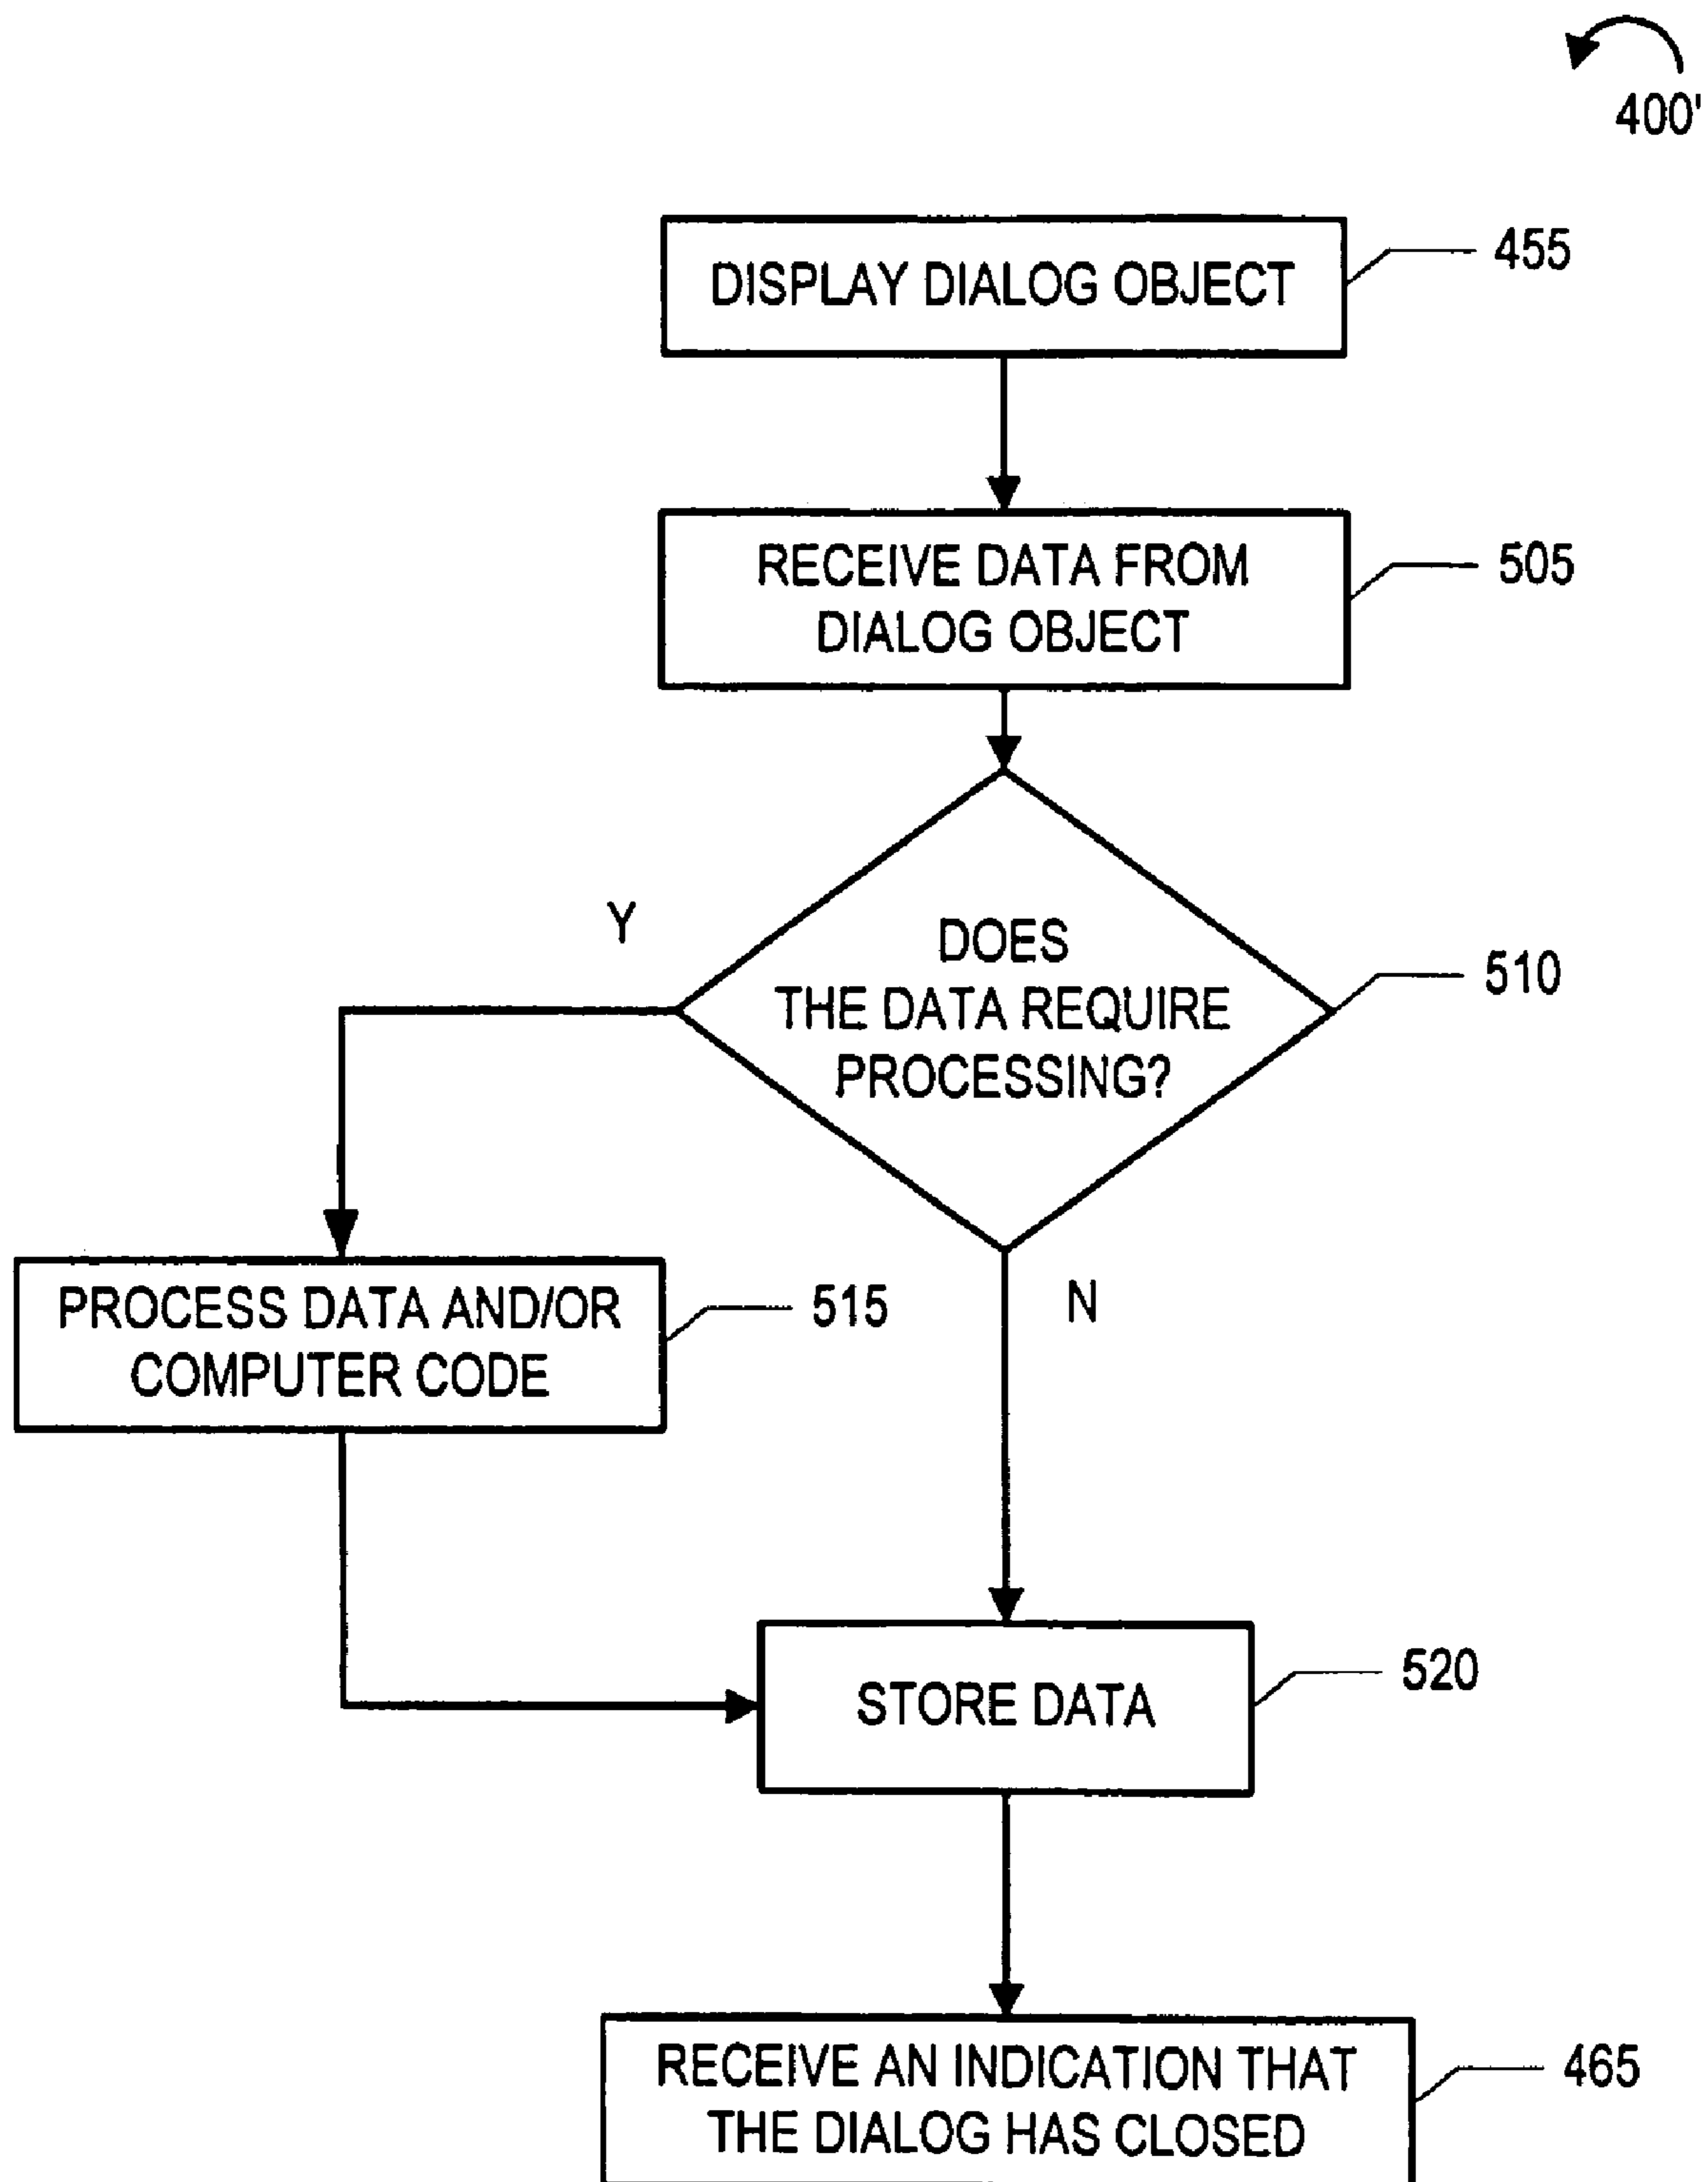 400'
DISPLAY DIALOG OBJECT
455
RECEIVE DATA FROM
DIALOG OBJECT
505
DOES
THE DATA REQUIRE
PROCESSING?
510
Y
N
PROCESS DATA AND/OR
COMPUTER CODE
515
STORE DATA
520
RECEIVE AN INDICATION THAT
THE DIALOG HAS CLOSED
465